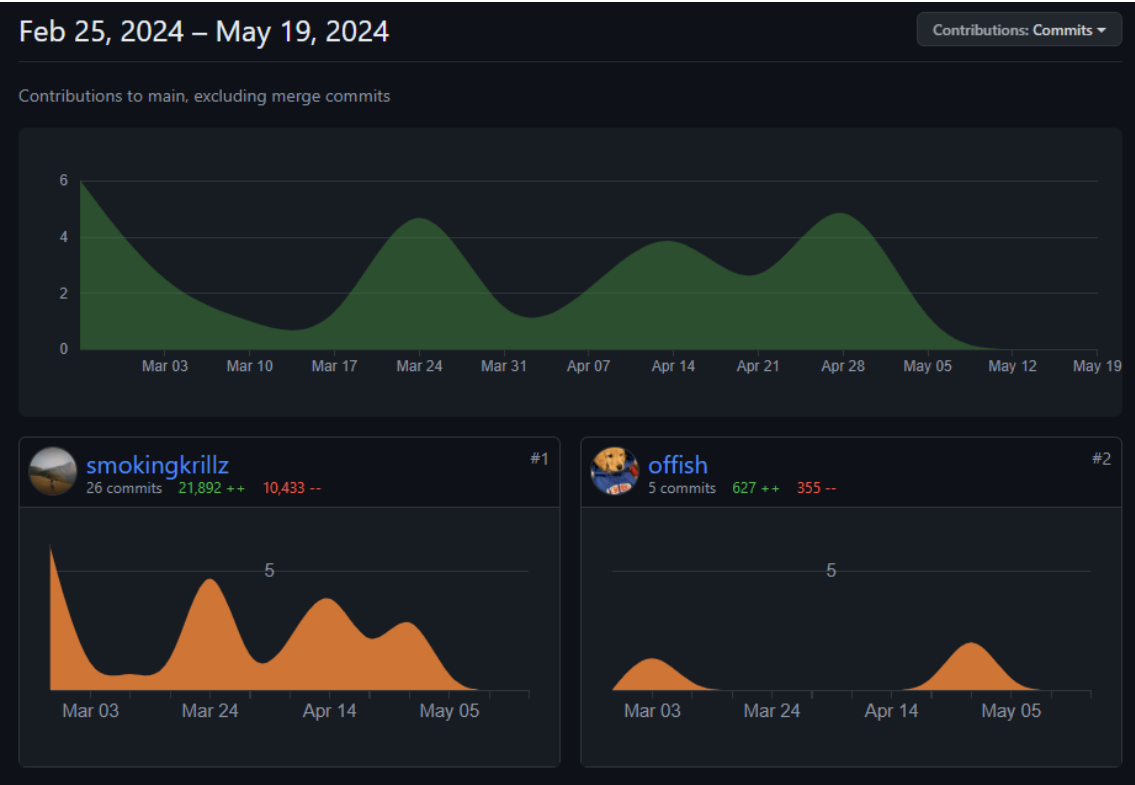 Feb 25, 2024 – May 19, 2024
Contributions: Commits
Contributions to main, excluding merge commits
6
4
2
0
Mar 03 Mar 10 Mar 17 Mar 24 Mar 31 Apr 07 Apr 14 Apr 21 Apr 28 May 05 May 12 May 19
smokingkrillz
#1
26 commits 21,892 ++ 10,433 --
5
Mar 03 Mar 24 Apr 14 May 05
offish
#2
5 commits 627 ++ 355 --
5
Mar 03 Mar 24 Apr 14 May 05